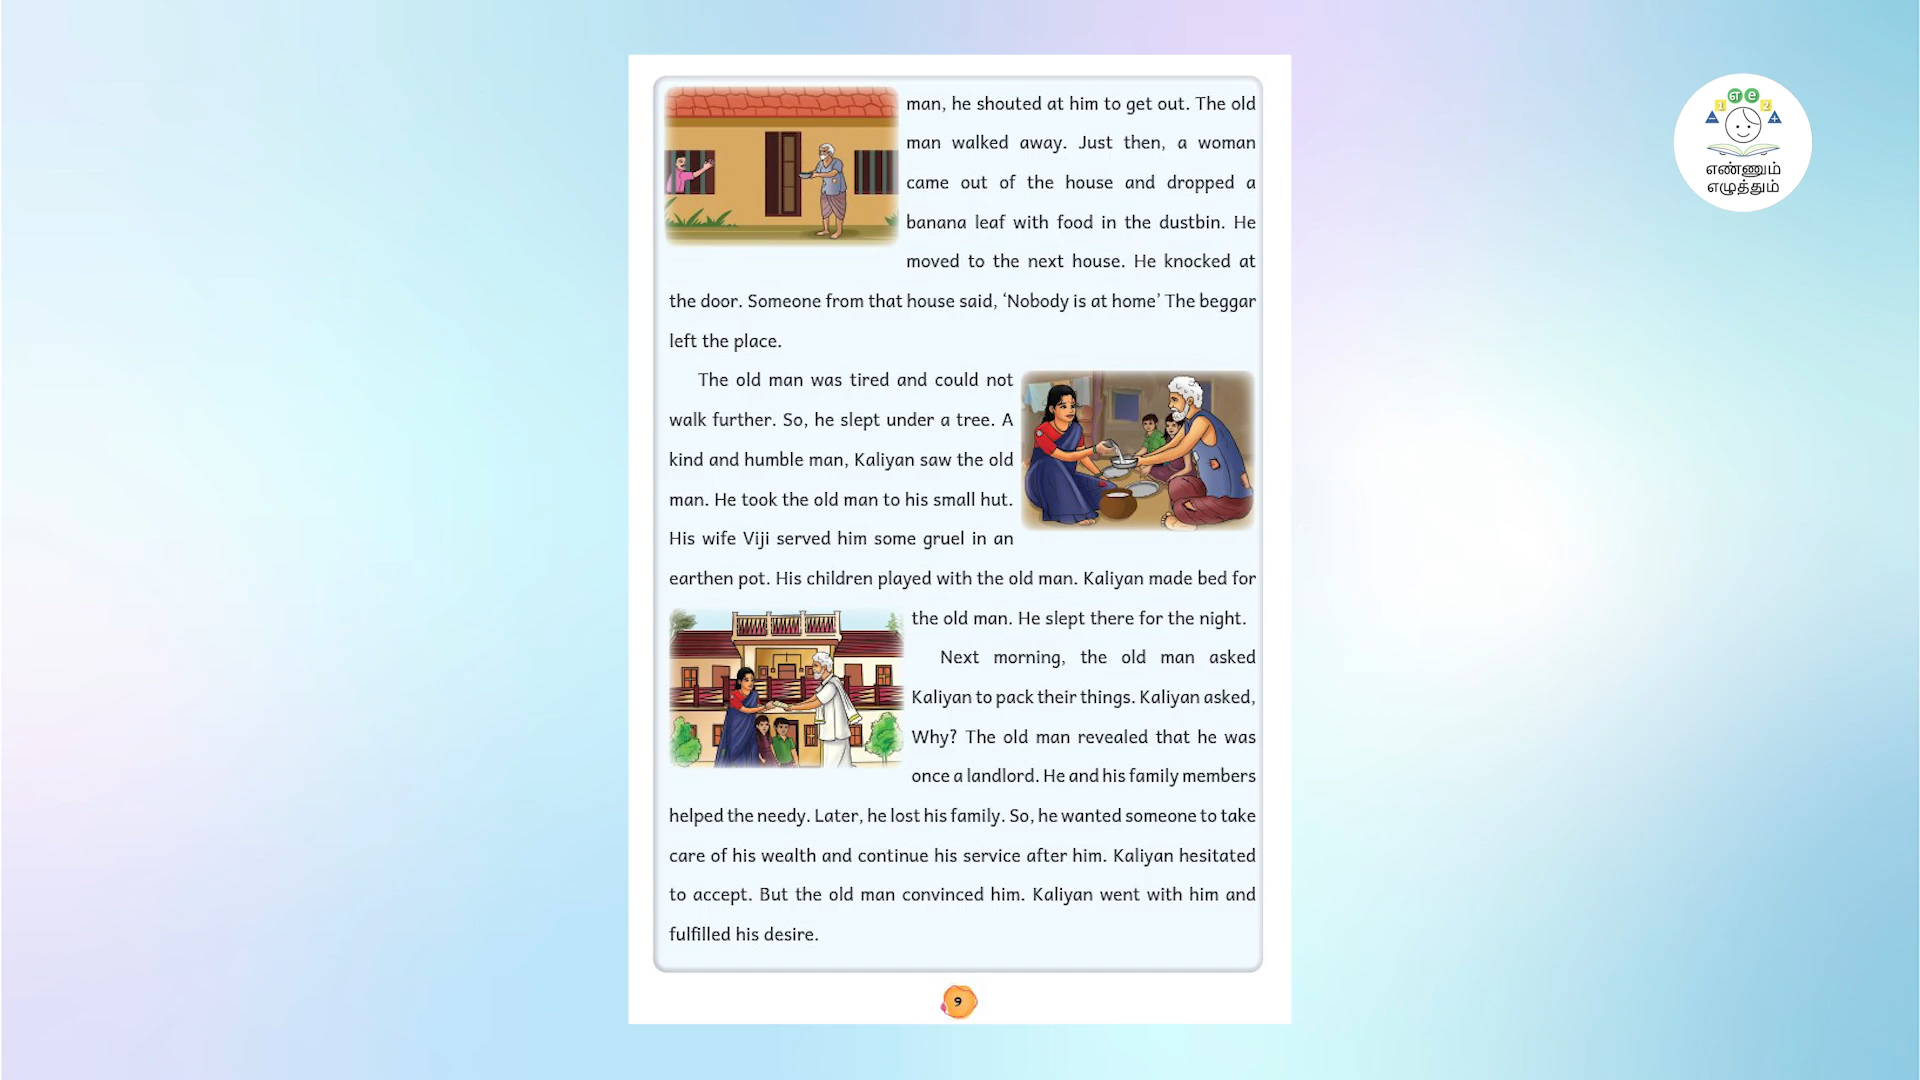 man, he shouted at him to get out. The old
man walked away. Just then, a woman
came out of the house and dropped a
banana leaf with food in the dustbin. He
moved to the next house. He knocked at
the door. Someone from that house said, ‘Nobody is at home’ The beggar
left the place.
The old man was tired and could not
walk further. So, he slept under a tree. A
kind and humble man, Kaliyan saw the old
man. He took the old man to his small hut.
His wife Viji served him some gruel in an
earthen pot. His children played with the old man. Kaliyan made bed for
the old man. He slept there for the night.
Next morning, the old man asked
Kaliyan to pack their things. Kaliyan asked,
Why? The old man revealed that he was
once a landlord. He and his family members
helped the needy. Later, he lost his family. So, he wanted someone to take
care of his wealth and continue his service after him. Kaliyan hesitated
to accept. But the old man convinced him. Kaliyan went with him and
fulfilled his desire.
9
1 எ e 2
எண்ணும்
எழுத்தும்